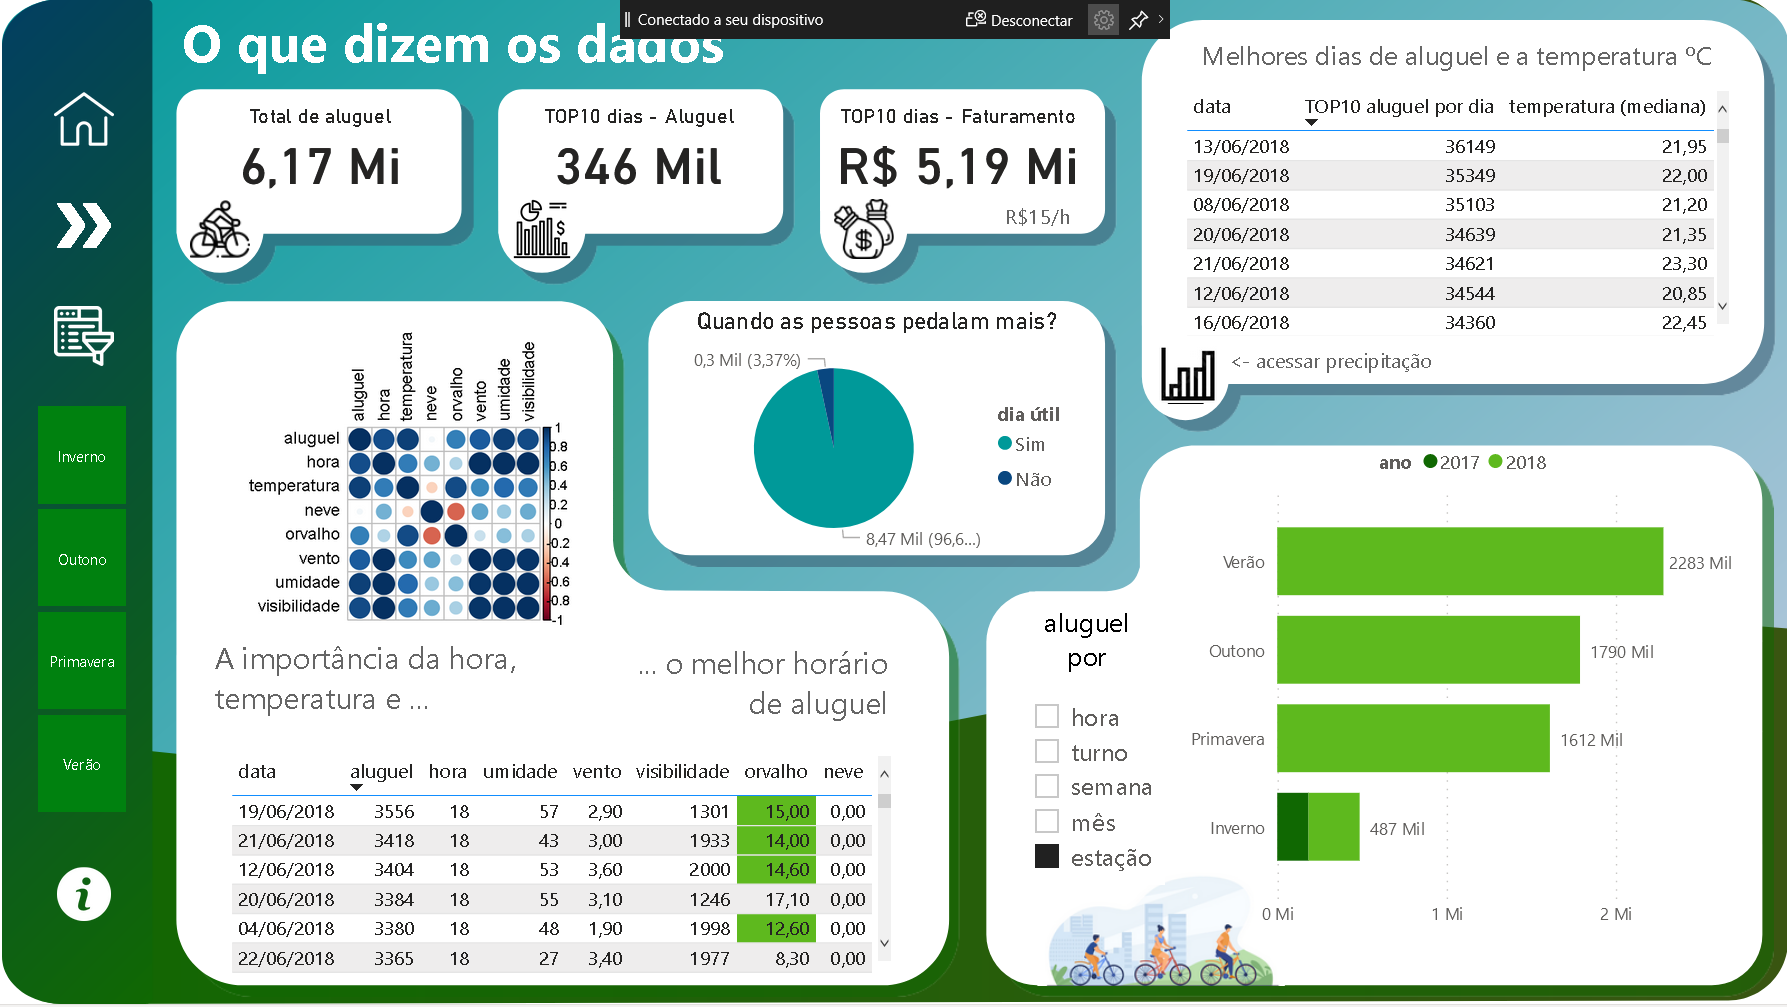 Conectado a seu dispositivo
Desconectar
O que dizem os dados
Total de aluguel
6,17 Mi
TOP10 dias - Aluguel
346 Mil
TOP10 dias - Faturamento
R$ 5,19 Mi
R$15/h
Melhores dias de aluguel e a temperatura ºC
data TOP10 aluguel por dia temperatura (mediana)
13/06/2018 36149 21,95
19/06/2018 35349 22,00
08/06/2018 35103 21,20
20/06/2018 34639 21,35
21/06/2018 34621 23,30
12/06/2018 34544 20,85
16/06/2018 34360 22,45
<- acessar precipitação
Inverno
Outono
Primavera
Verão
aluguel hora temperatura neve orvalho vento umidade visibilidade
aluguel
hora
temperatura
neve
orvalho
vento
umidade
visibilidade
1
0.8
0.6
0.4
0.2
0
-0.2
-0.4
-0.6
-0.8
-1
A importância da hora,
temperatura e ...
... o melhor horário
de aluguel
data aluguel hora umidade vento visibilidade orvalho neve
19/06/2018 3556 18 57 2,90 1301 15,00 0,00
21/06/2018 3418 18 43 3,00 1933 14,00 0,00
12/06/2018 3404 18 53 3,60 2000 14,60 0,00
20/06/2018 3384 18 55 3,10 1246 17,10 0,00
04/06/2018 3380 18 48 1,90 1998 12,60 0,00
22/06/2018 3365 18 27 3,40 1977 8,30 0,00
Quando as pessoas pedalam mais?
0,3 Mil (3,37%)
8,47 Mil (96,6...)
dia útil
Sim
Não
aluguel
por
hora
turno
semana
mês
estação
ano 2017 2018
Verão 2283 Mil
Outono 1790 Mil
Primavera 1612 Mil
Inverno 487 Mil
0 Mi 1 Mi 2 Mi